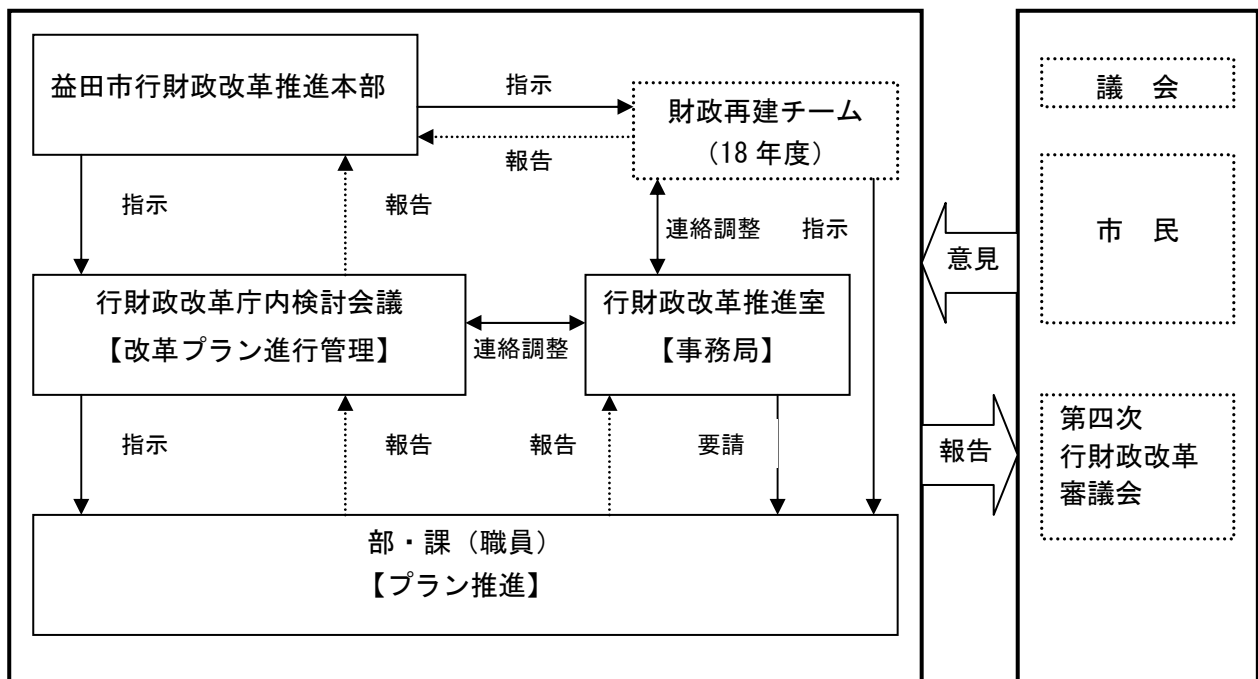 益田市行財政改革推進本部
指示
財政再建チーム
（18 年度）
報告
議 会
指示
報告
連絡調整
指示
市 民
意見
行財政改革庁内検討会議
【改革プラン進行管理】
連絡調整
行財政改革推進室
【事務局】
指示
報告
報告
要請
報告
第四次
行財政改革
審議会
部・課（職員）
【プラン推進】